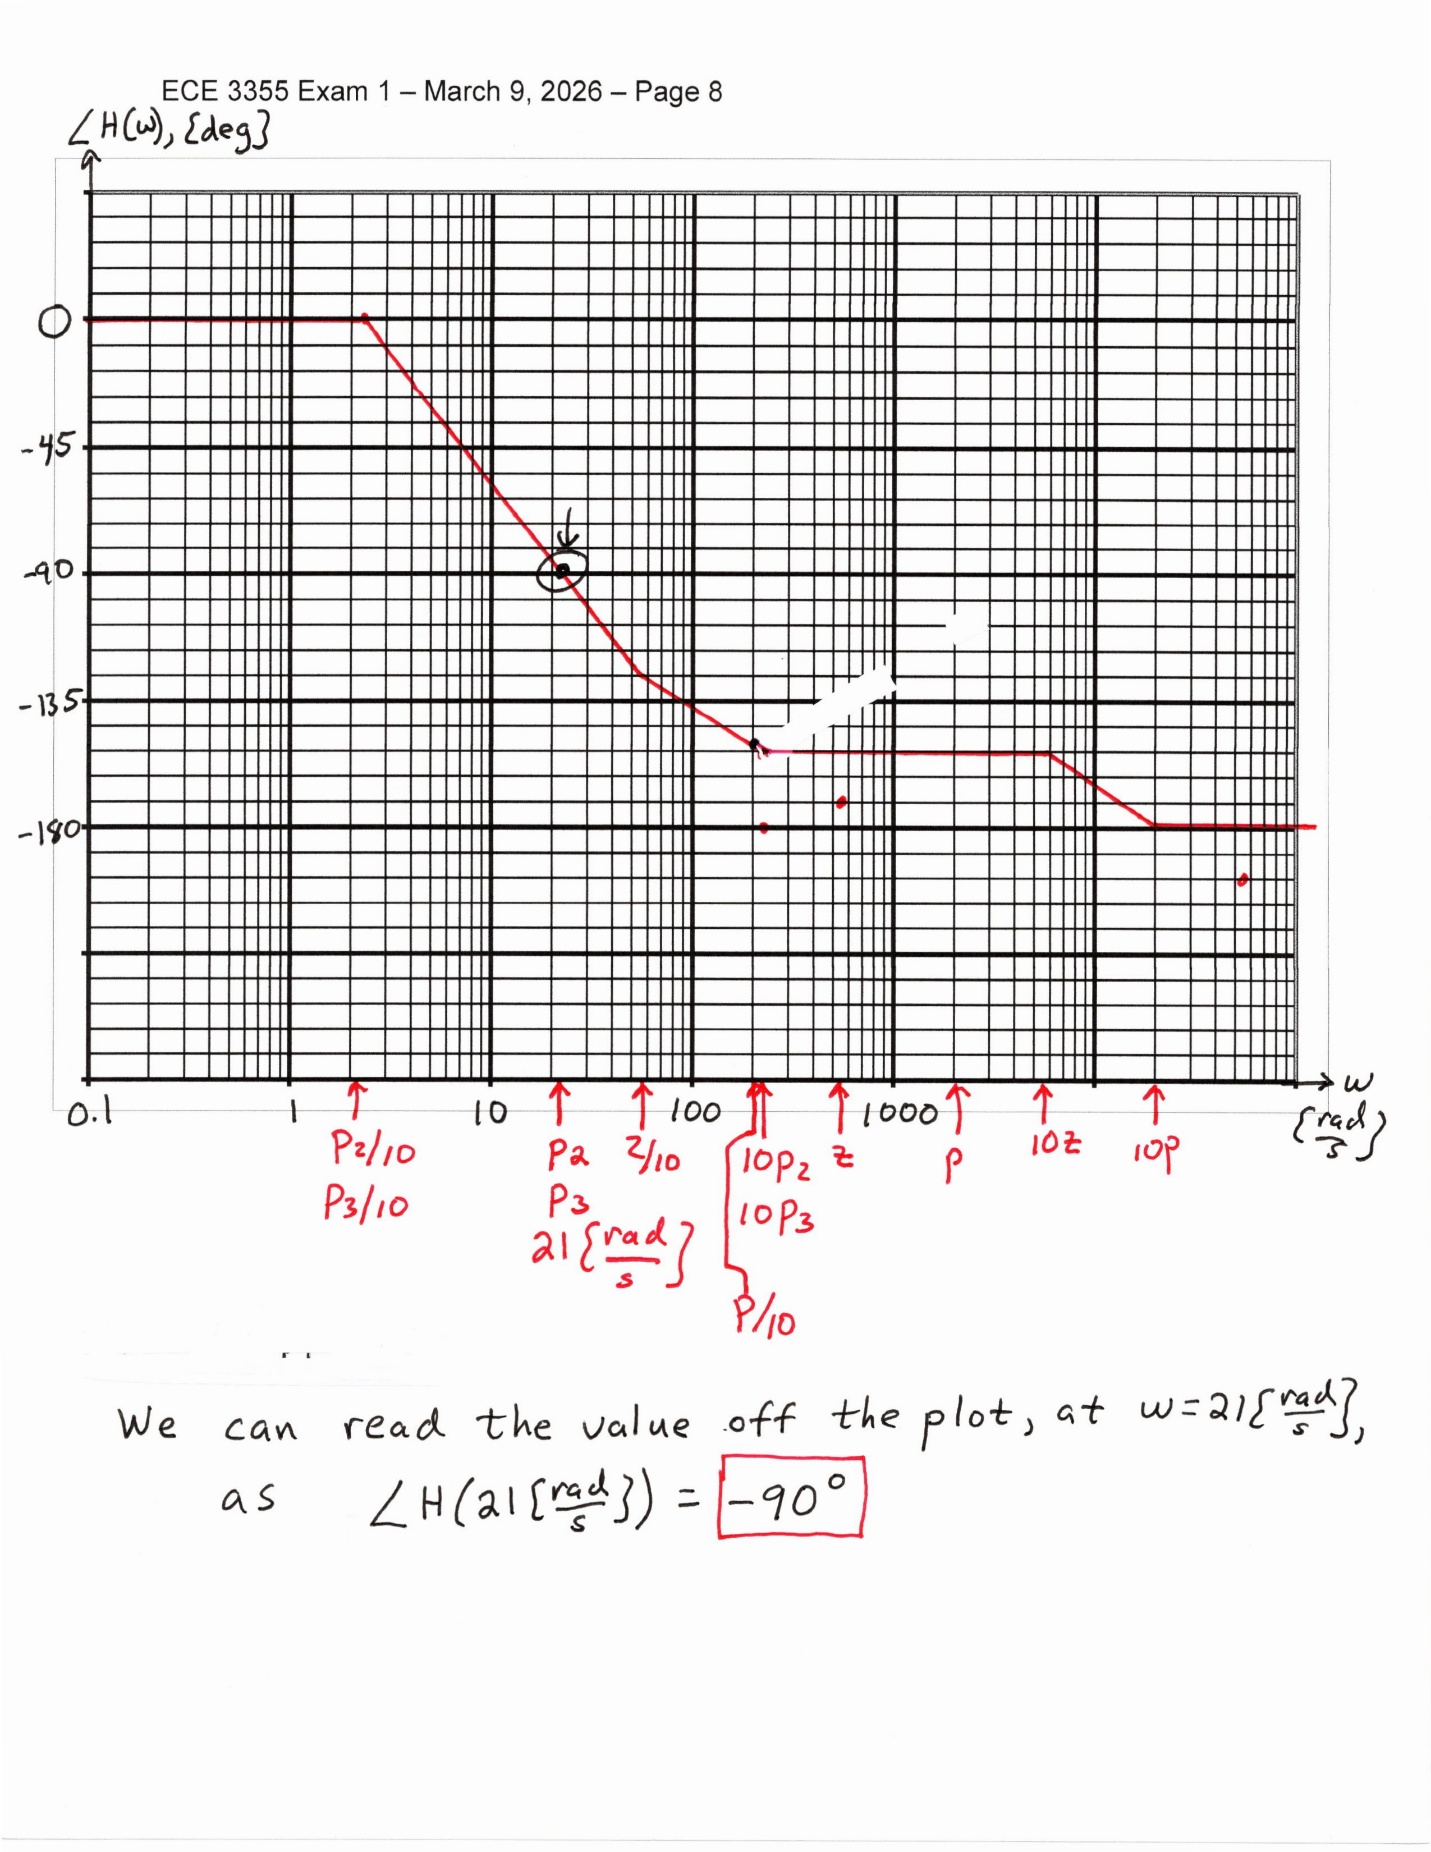 ECE 3355 Exam 1 – March 9, 2026 – Page 8
∠H(ω), {deg}
0
-45
-90
-135
-180
0.1 1 10 100 1000 ω {rad/s}
P2/10 P2 Z/10 10P2 Z P 10Z 10P
P3/10 P3 10P3
21{rad/s}
P/10
We can read the value off the plot, at ω=21{rad/s},
as ∠H(21{rad/s}) = -90°